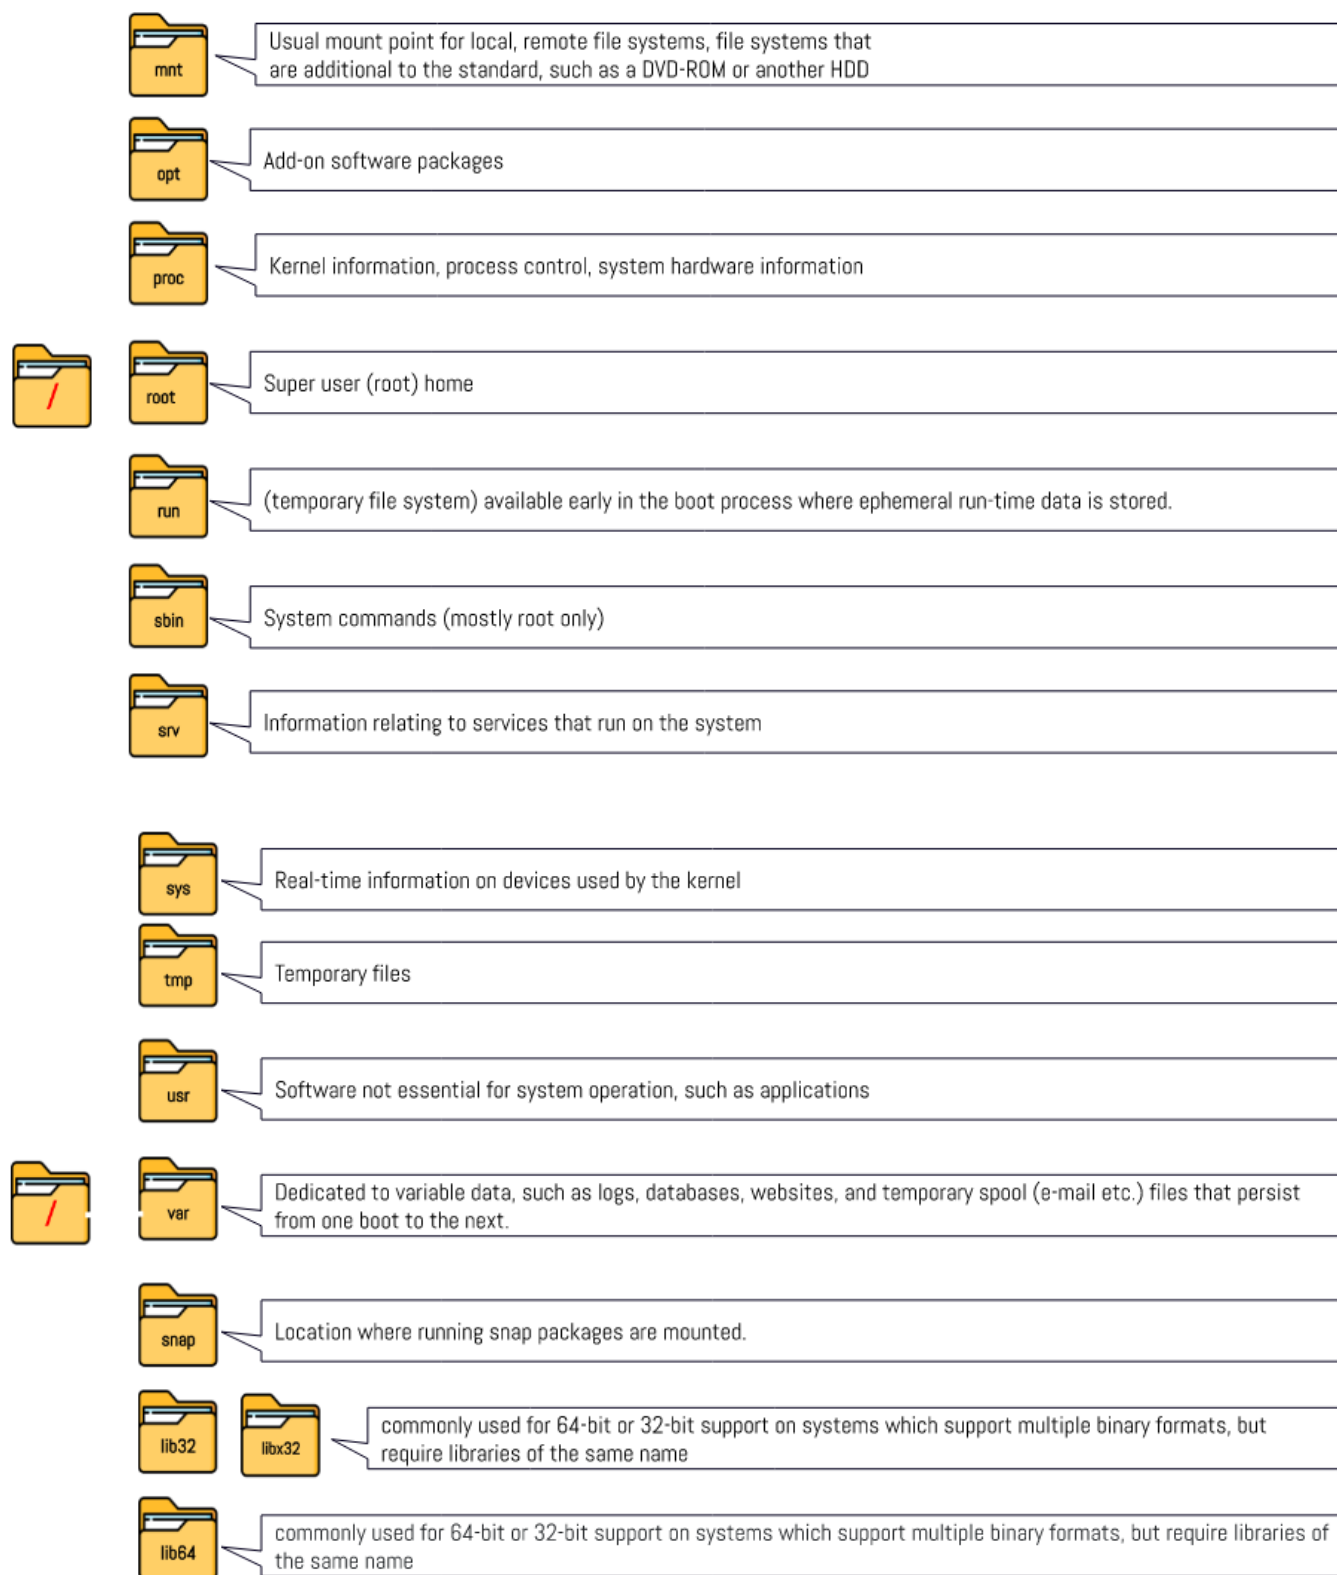 mnt
Usual mount point for local, remote file systems, file systems that
are additional to the standard, such as a DVD-ROM or another HDD
opt
Add-on software packages
proc
Kernel information, process control, system hardware information
/
root
Super user (root) home
run
(temporary file system) available early in the boot process where ephemeral run-time data is stored.
sbin
System commands (mostly root only)
srv
Information relating to services that run on the system
sys
Real-time information on devices used by the kernel
tmp
Temporary files
usr
Software not essential for system operation, such as applications
/
var
Dedicated to variable data, such as logs, databases, websites, and temporary spool (e-mail etc.) files that persist
from one boot to the next.
snap
Location where running snap packages are mounted.
lib32
libx32
commonly used for 64-bit or 32-bit support on systems which support multiple binary formats, but
require libraries of the same name
lib64
commonly used for 64-bit or 32-bit support on systems which support multiple binary formats, but require libraries of
the same name